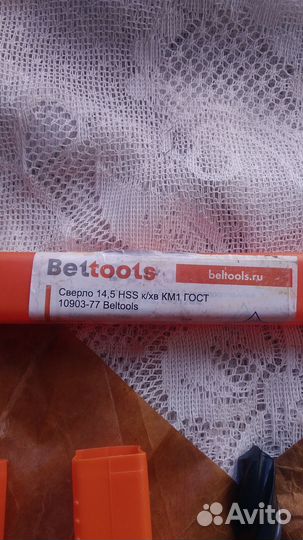 Beltools
beltools.ru
Сверло 14,5 HSS к/хв КМ1 ГОСТ
10903-77 Beltools
Avito